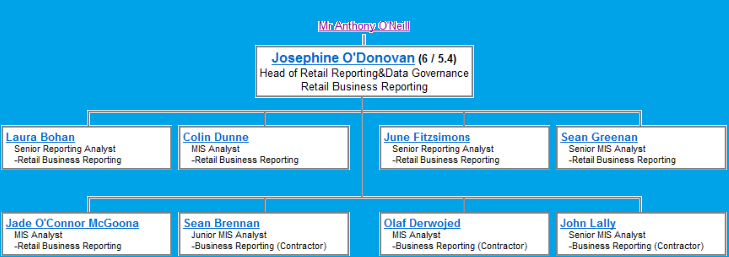 Mr Anthony O'Neill
Josephine O'Donovan (6 / 5.4)
Head of Retail Reporting&Data Governance
Retail Business Reporting
Laura Bohan
Senior Reporting Analyst
-Retail Business Reporting
Colin Dunne
MIS Analyst
-Retail Business Reporting
June Fitzsimons
Senior Reporting Analyst
-Retail Business Reporting
Sean Greenan
Senior MIS Analyst
-Retail Business Reporting
Jade O'Connor McGoona
MIS Analyst
-Retail Business Reporting
Sean Brennan
Junior MIS Analyst
-Business Reporting (Contractor)
Olaf Derwojed
MIS Analyst
-Business Reporting (Contractor)
John Lally
Senior MIS Analyst
-Business Reporting (Contractor)